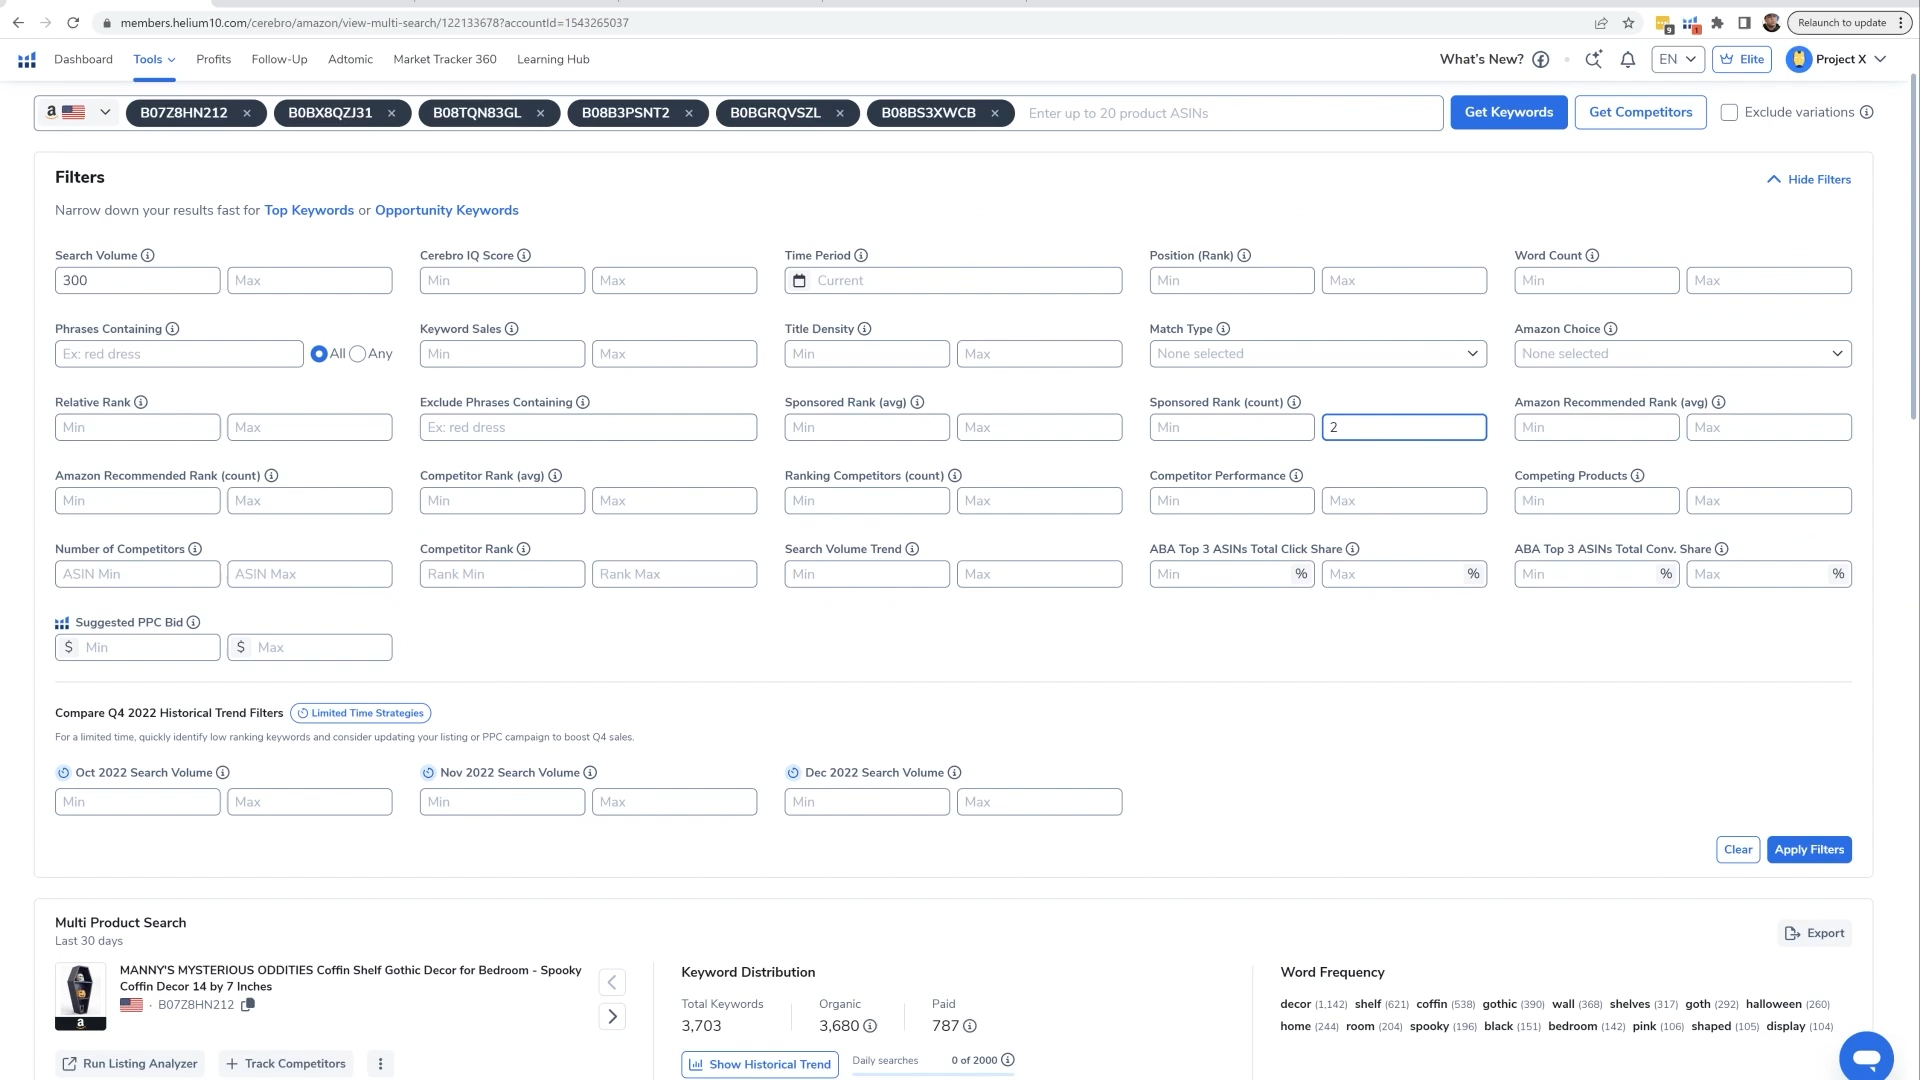 members.helium10.com/cerebro/amazon/view-multi-search/122133678?accountId=1543265037
9
1
Relaunch to update
Dashboard Tools Profits Follow-Up Adtomic Market Tracker 360 Learning Hub
What's New? EN Elite Project X
a B07Z8HN212 × B0BX8QZJ31 × B08TQN83GL × B08B3PSNT2 × B0BGRQVSZL × B08BS3XWCB × Enter up to 20 product ASINs Get Keywords Get Competitors Exclude variations
Filters
Hide Filters
Narrow down your results fast for Top Keywords or Opportunity Keywords
Search Volume Cerebro IQ Score Time Period Position (Rank) Word Count
300 Max Min Max Current Min Max Min Max
Phrases Containing Keyword Sales Title Density Match Type Amazon Choice
Ex: red dress All Any Min Max Min Max None selected None selected
Relative Rank Exclude Phrases Containing Sponsored Rank (avg) Sponsored Rank (count) Amazon Recommended Rank (avg)
Min Max Ex: red dress Min Max Min 2 Min Max
Amazon Recommended Rank (count) Competitor Rank (avg) Ranking Competitors (count) Competitor Performance Competing Products
Min Max Min Max Min Max Min Max Min Max
Number of Competitors Competitor Rank Search Volume Trend ABA Top 3 ASINs Total Click Share ABA Top 3 ASINs Total Conv. Share
ASIN Min ASIN Max Rank Min Rank Max Min Max Min % Max % Min % Max %
Suggested PPC Bid
$ Min $ Max
Compare Q4 2022 Historical Trend Filters Limited Time Strategies
For a limited time, quickly identify low ranking keywords and consider updating your listing or PPC campaign to boost Q4 sales.
Oct 2022 Search Volume Nov 2022 Search Volume Dec 2022 Search Volume
Min Max Min Max Min Max
Clear Apply Filters
Multi Product Search
Last 30 days
Export
MANNY'S MYSTERIOUS ODDITIES Coffin Shelf Gothic Decor for Bedroom - Spooky
Coffin Decor 14 by 7 Inches
· B07Z8HN212
a
Run Listing Analyzer + Track Competitors
Keyword Distribution
Total Keywords Organic Paid
3,703 3,680 787
Show Historical Trend Daily searches 0 of 2000
Word Frequency
decor (1,142) shelf (621) coffin (538) gothic (390) wall (368) shelves (317) goth (292) halloween (260)
home (244) room (204) spooky (196) black (151) bedroom (142) pink (106) shaped (105) display (104)